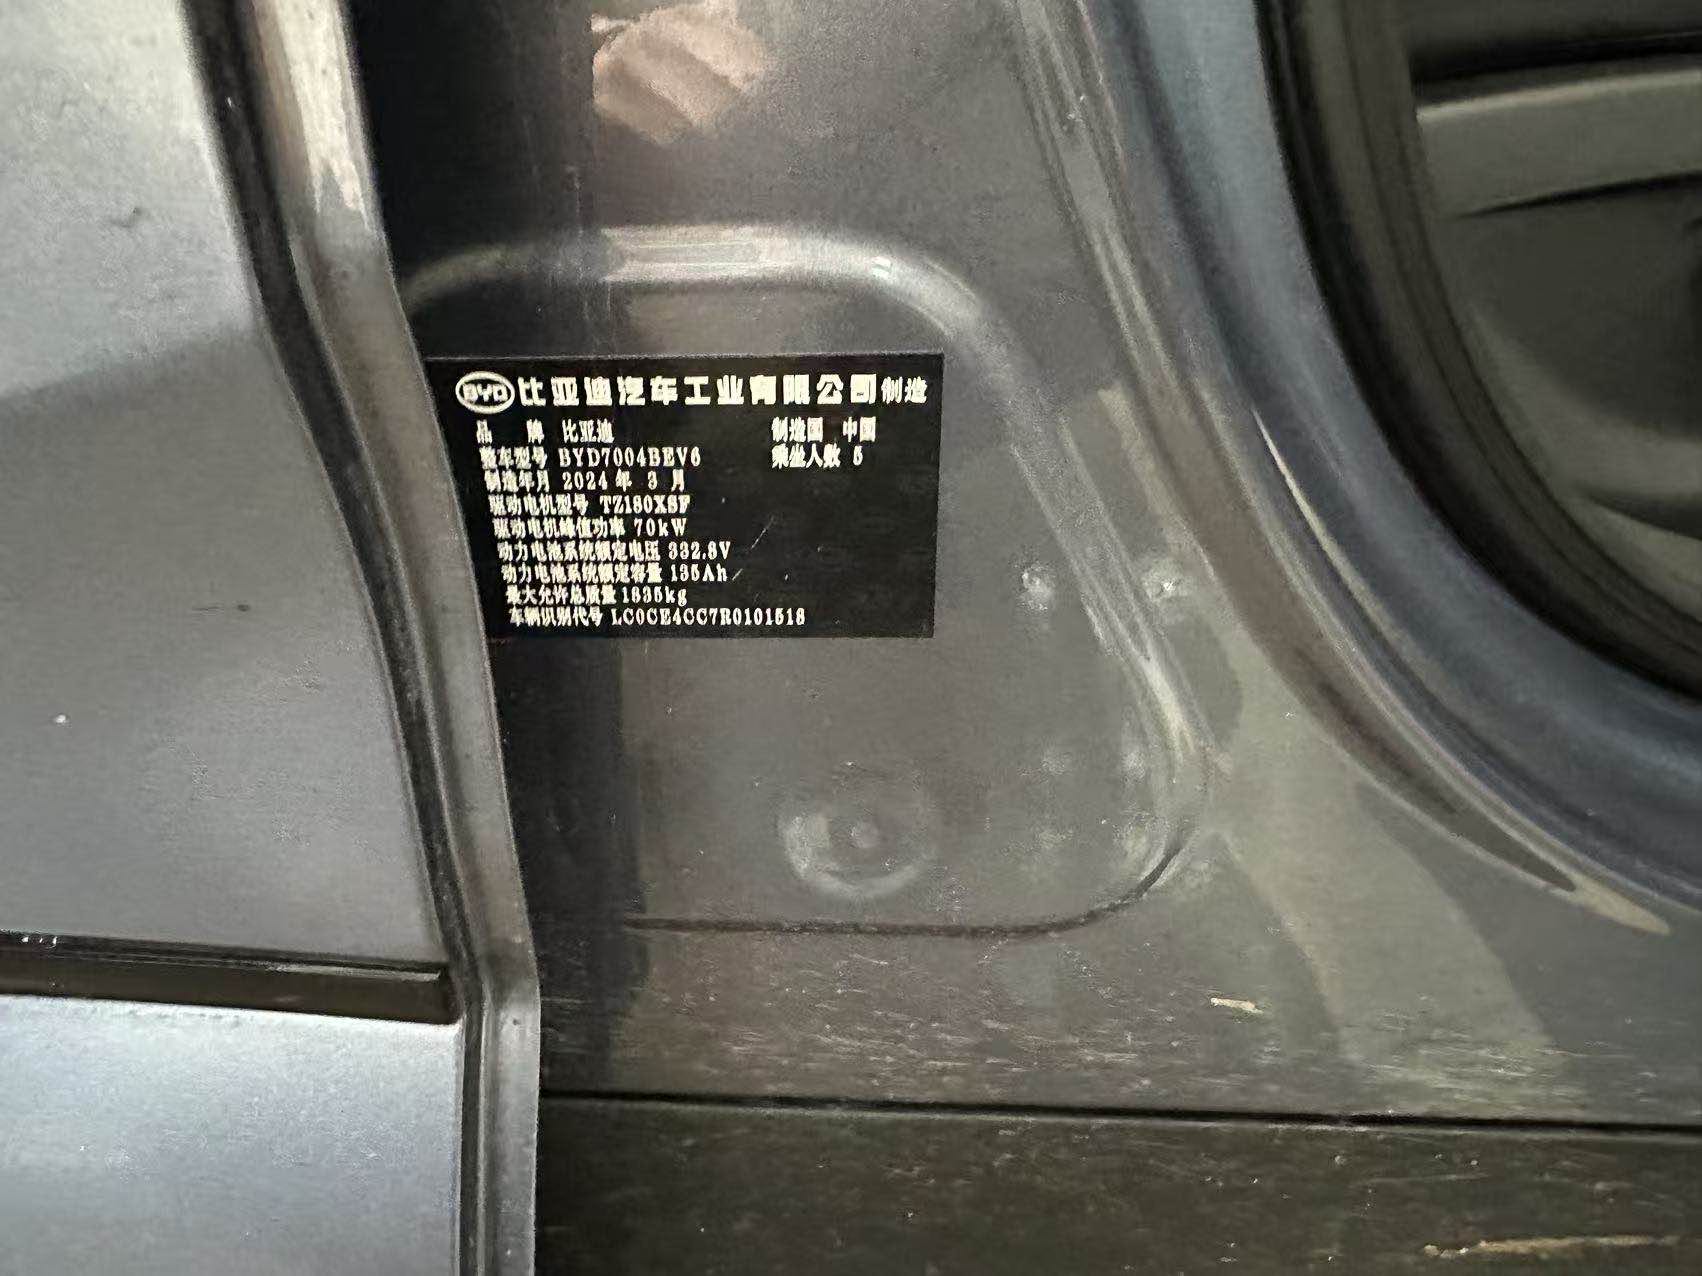 BYD 比亚迪汽车工业有限公司制造
品 牌 比亚迪 制造国 中国
整车型号 BYD7004BEV6 乘坐人数 5
制造年月 2024 年 3 月
驱动电机型号 TZ180XSF
驱动电机峰值功率 70kW
动力电池系统额定电压 332.8V
动力电池系统额定容量 135Ah
最大允许总质量 1835kg
车辆识别代号 LC0CE4CC7R0101518